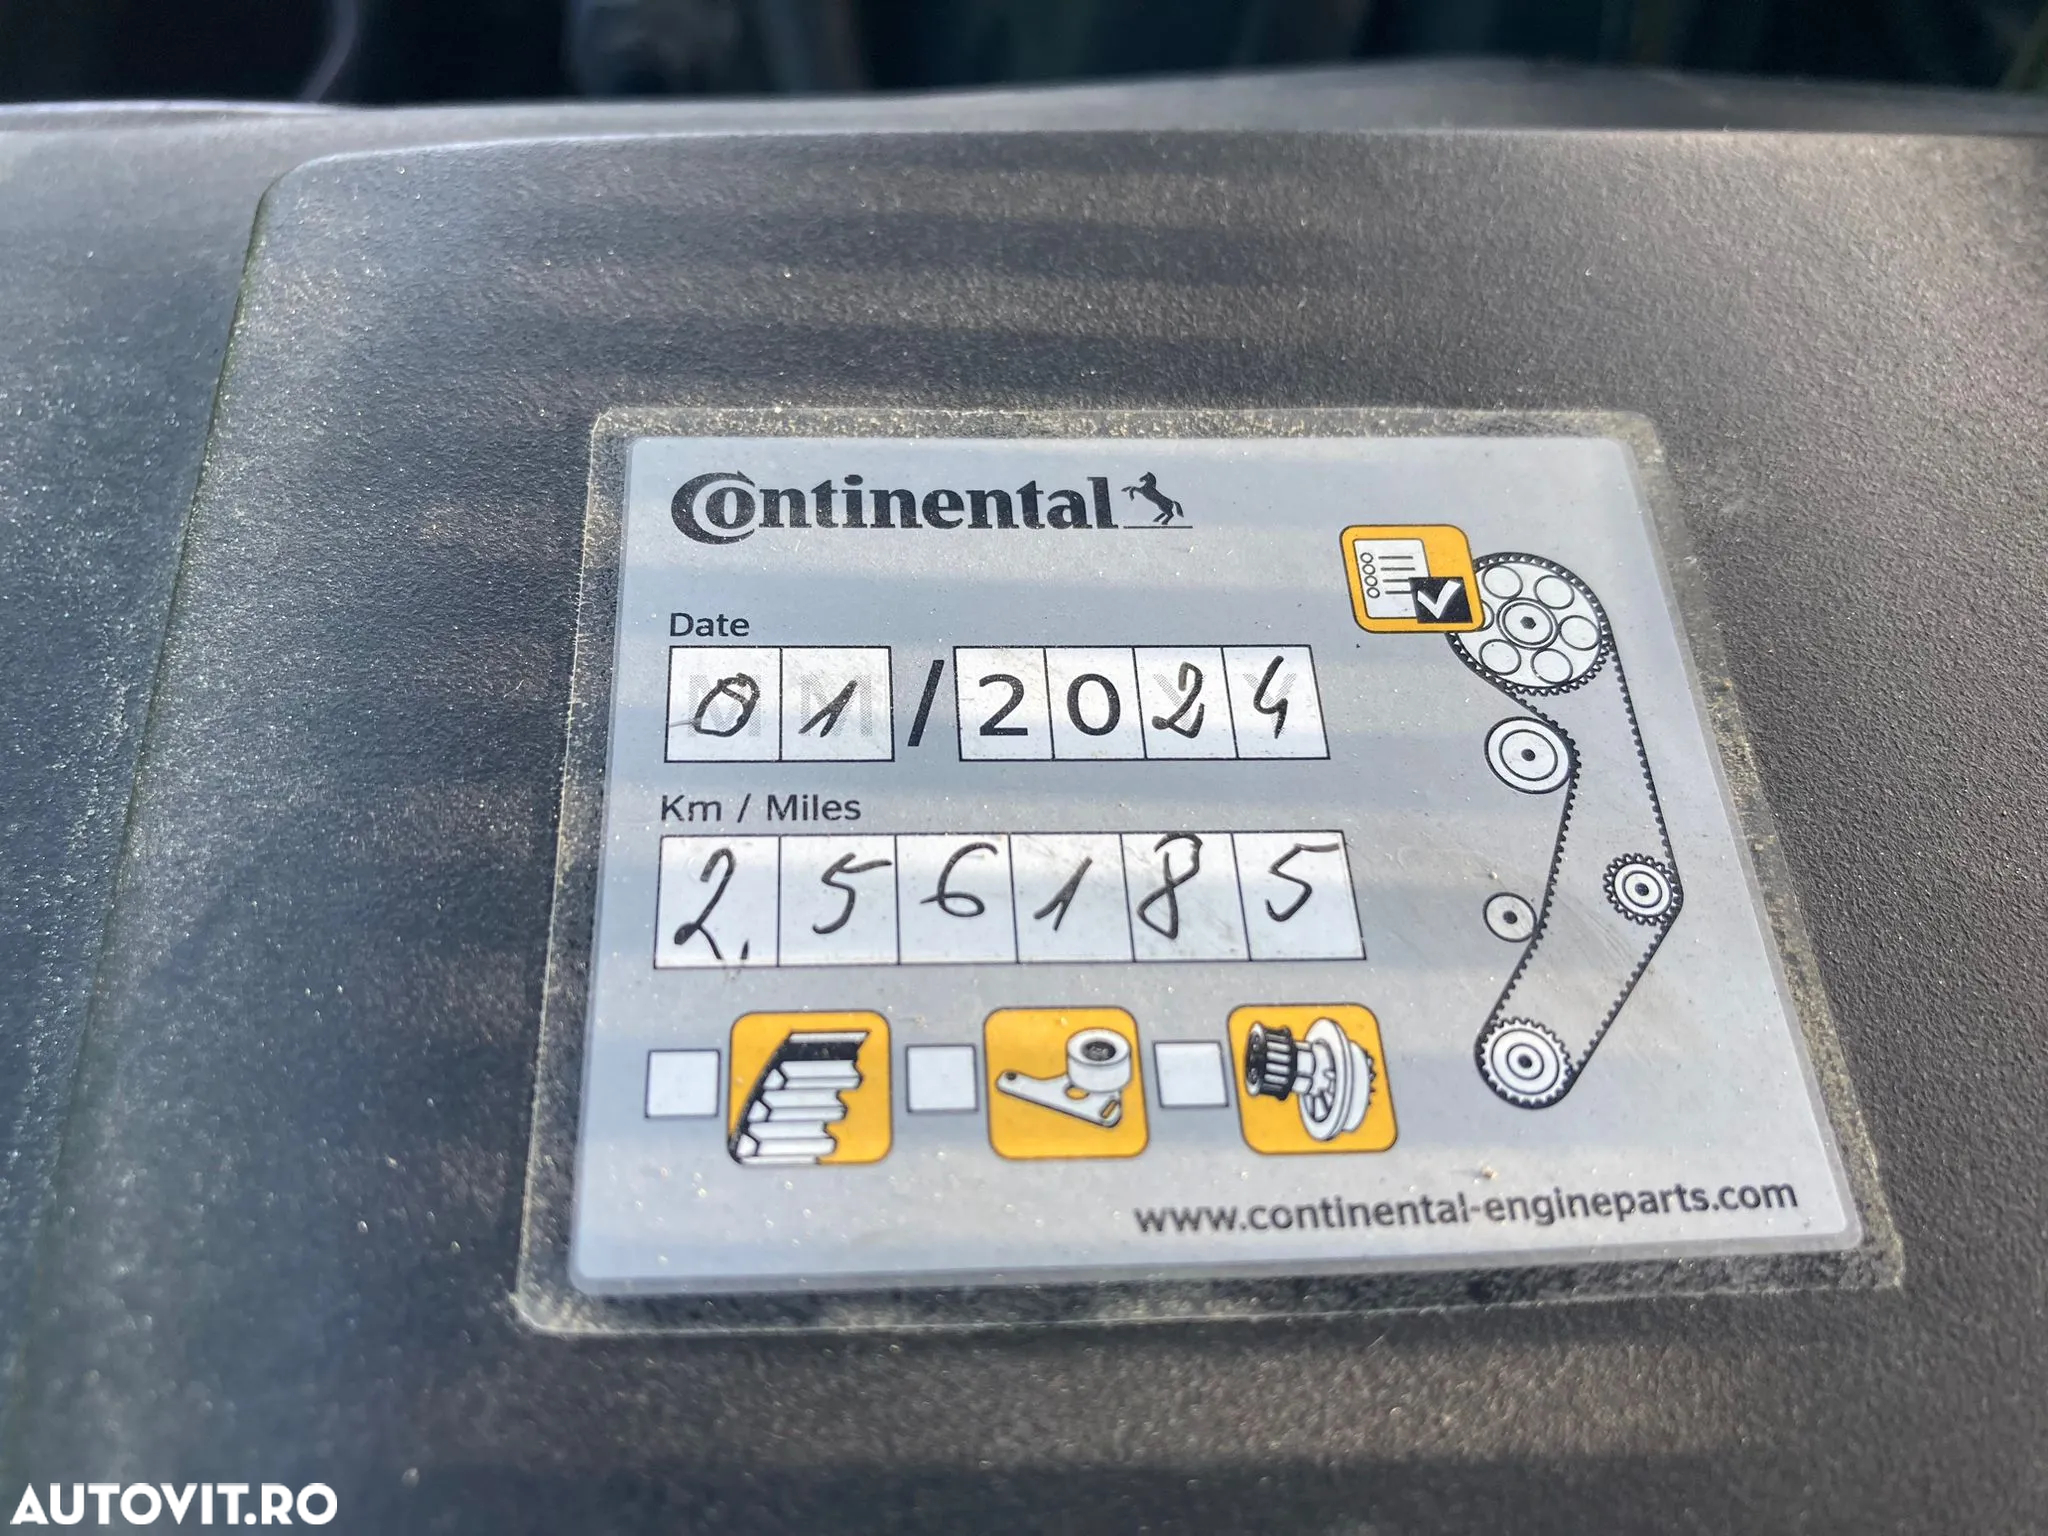 Continental
Date
01/2024
Km / Miles
2.56185
www.continental-engineparts.com
AUTOVIT.RO